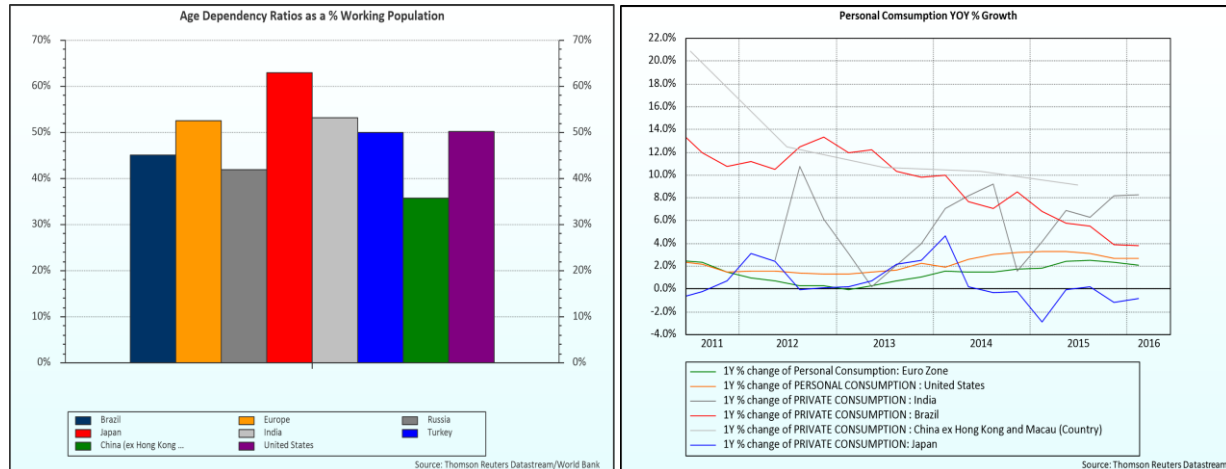 Age Dependency Ratios as a % Working Population
70% 70%
60% 60%
50% 50%
40% 40%
30% 30%
20% 20%
10% 10%
0% 0%
Brazil Europe Russia
Japan India Turkey
China (ex Hong Kong ... United States
Source: Thomson Reuters Datastream/World Bank
Personal Comsumption YOY % Growth
22.0%
20.0%
18.0%
16.0%
14.0%
12.0%
10.0%
8.0%
6.0%
4.0%
2.0%
0.0%
-2.0%
-4.0%
2011 2012 2013 2014 2015 2016
1Y % change of Personal Consumption: Euro Zone
1Y % change of PERSONAL CONSUMPTION : United States
1Y % change of PRIVATE CONSUMPTION : India
1Y % change of PRIVATE CONSUMPTION : Brazil
1Y % change of PRIVATE CONSUMPTION : China ex Hong Kong and Macau (Country)
1Y % change of PRIVATE CONSUMPTION: Japan
Source: Thomson Reuters Datastream